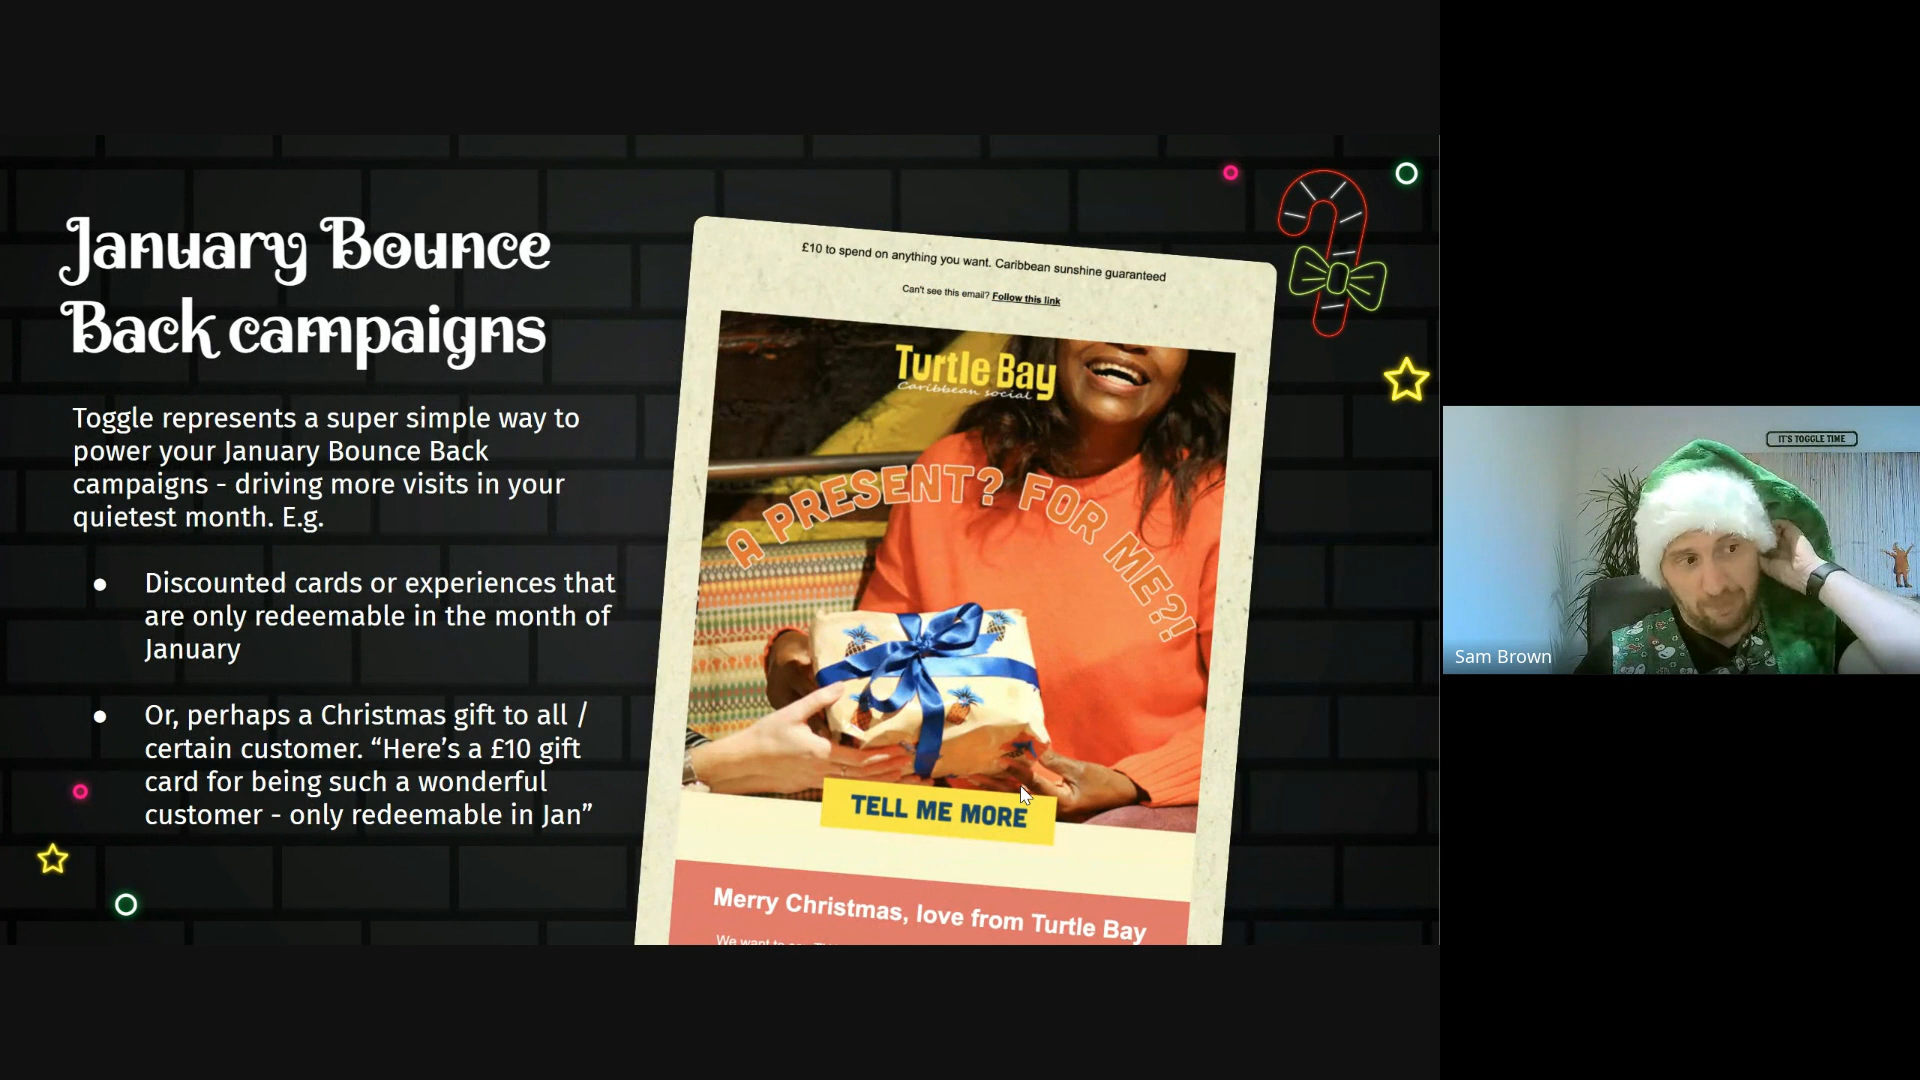 January Bounce
Back campaigns
Toggle represents a super simple way to
power your January Bounce Back
campaigns - driving more visits in your
quietest month. E.g.
● Discounted cards or experiences that
are only redeemable in the month of
January
● Or, perhaps a Christmas gift to all /
certain customer. “Here’s a £10 gift
card for being such a wonderful
customer - only redeemable in Jan”
£10 to spend on anything you want. Caribbean sunshine guaranteed
Can't see this email? Follow this link
Turtle Bay
Caribbean social
A PRESENT? FOR ME?!
TELL ME MORE
Merry Christmas, love from Turtle Bay
We want to
IT'S TOGGLE TIME
Sam Brown